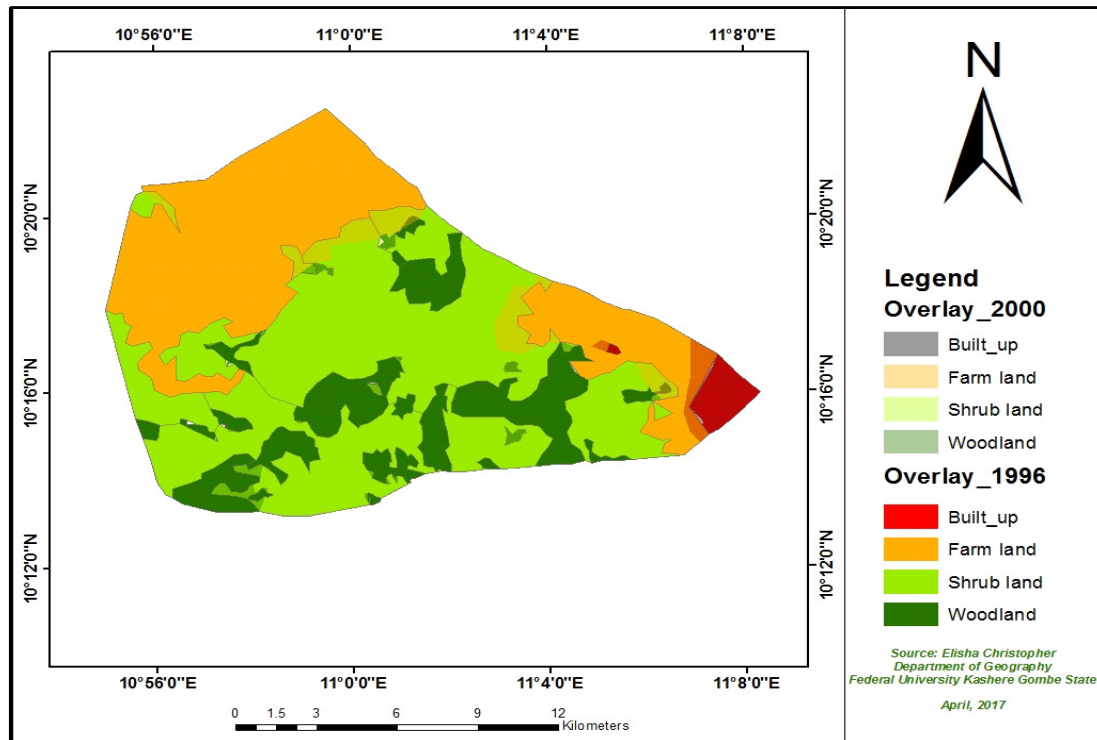 10°56'0"E 11°0'0"E 11°4'0"E 11°8'0"E
N
10°20'0"N
10°20'0"N
10°16'0"N
10°16'0"N
10°12'0"N
10°12'0"N
10°56'0"E 11°0'0"E 11°4'0"E 11°8'0"E
0 1.5 3 6 9 12
Kilometers
Legend
Overlay_2000
Built_up
Farm land
Shrub land
Woodland
Overlay_1996
Built_up
Farm land
Shrub land
Woodland
Source: Elisha Christopher
Department of Geography
Federal University Kashere Gombe State
April, 2017